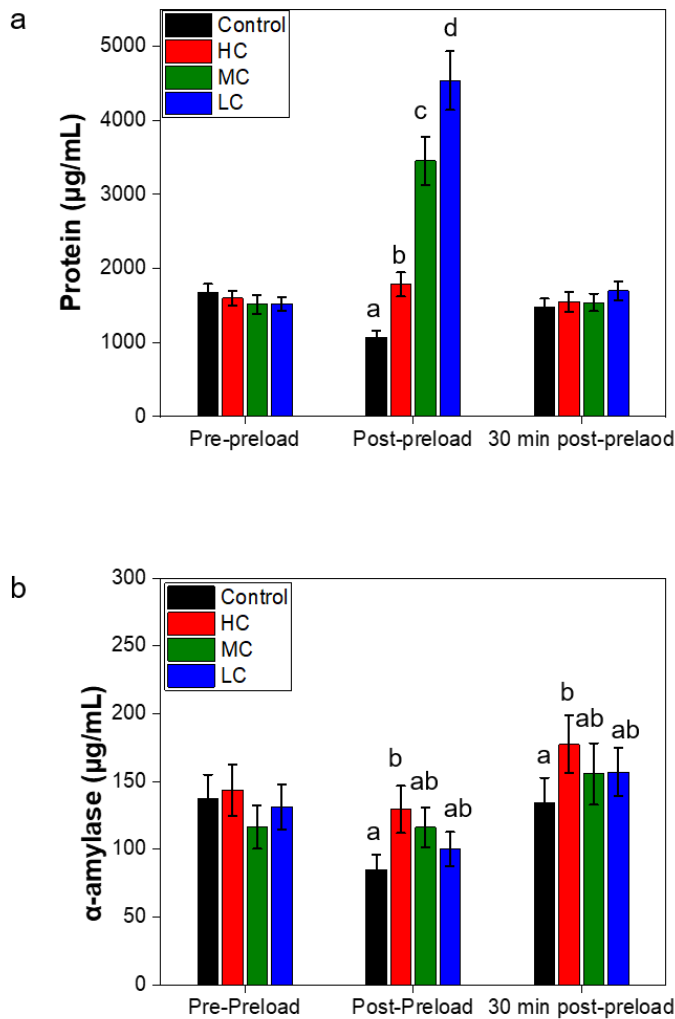 a
Protein (µg/mL)
5000
4000
3000
2000
1000
0
Control
HC
MC
LC
a
b
c
d
Pre-preload
Post-preload
30 min post-prelaod
b
α-amylase (µg/mL)
300
250
200
150
100
50
0
Control
HC
MC
LC
a
b
ab
ab
a
b
ab
ab
Pre-Preload
Post-Preload
30 min post-preload